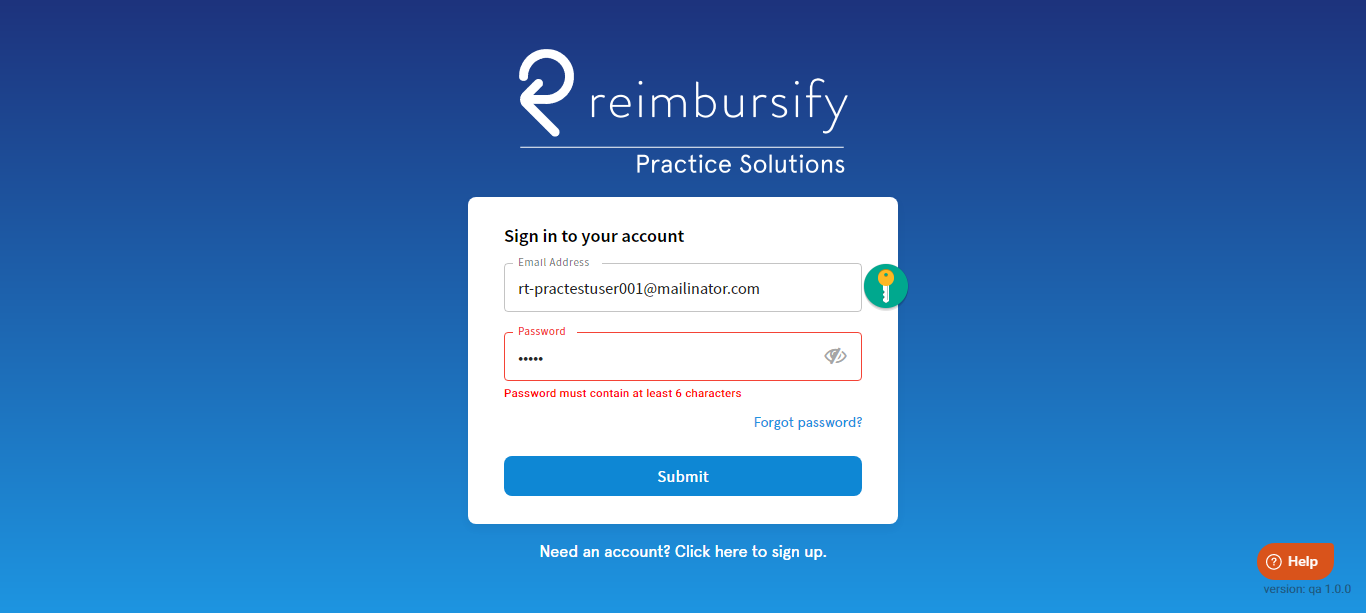 reimbursify
Practice Solutions
Sign in to your account
Email Address
rt-practestuser001@mailinator.com
Password
•••••
Password must contain at least 6 characters
Forgot password?
Submit
Need an account? Click here to sign up.
? Help
version: qa 1.0.0